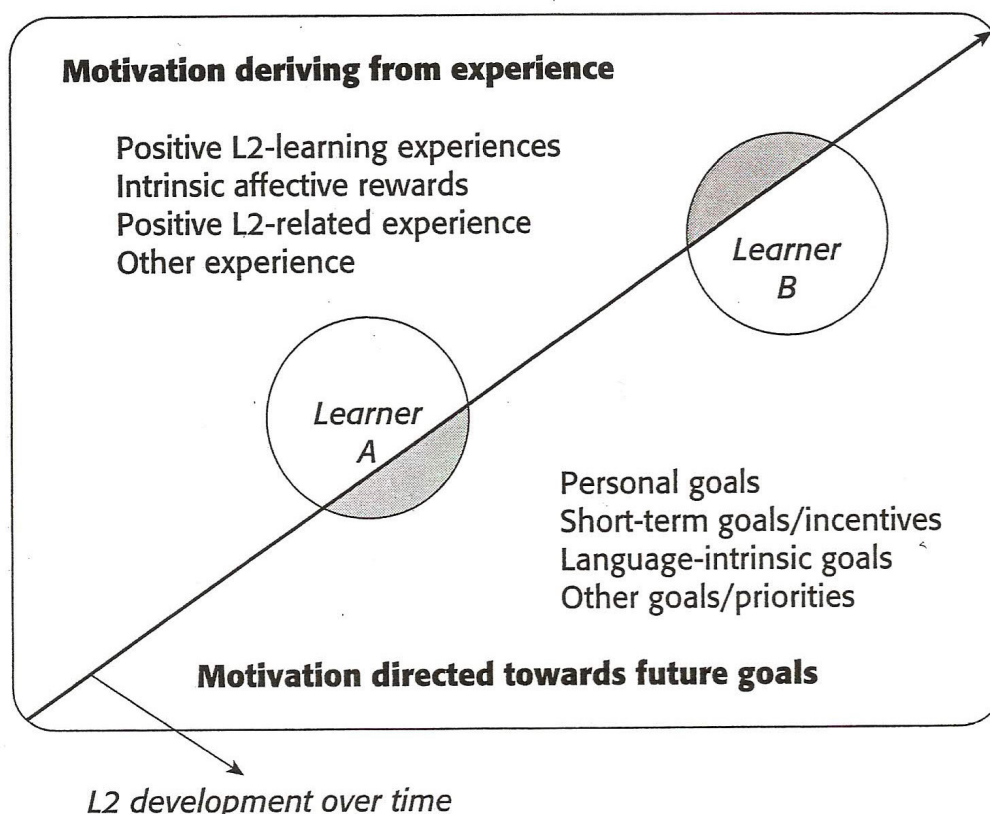 Motivation deriving from experience
Positive L2-learning experiences
Intrinsic affective rewards
Positive L2-related experience
Other experience
Learner
B
Learner
A
Personal goals
Short-term goals/incentives
Language-intrinsic goals
Other goals/priorities
Motivation directed towards future goals
L2 development over time